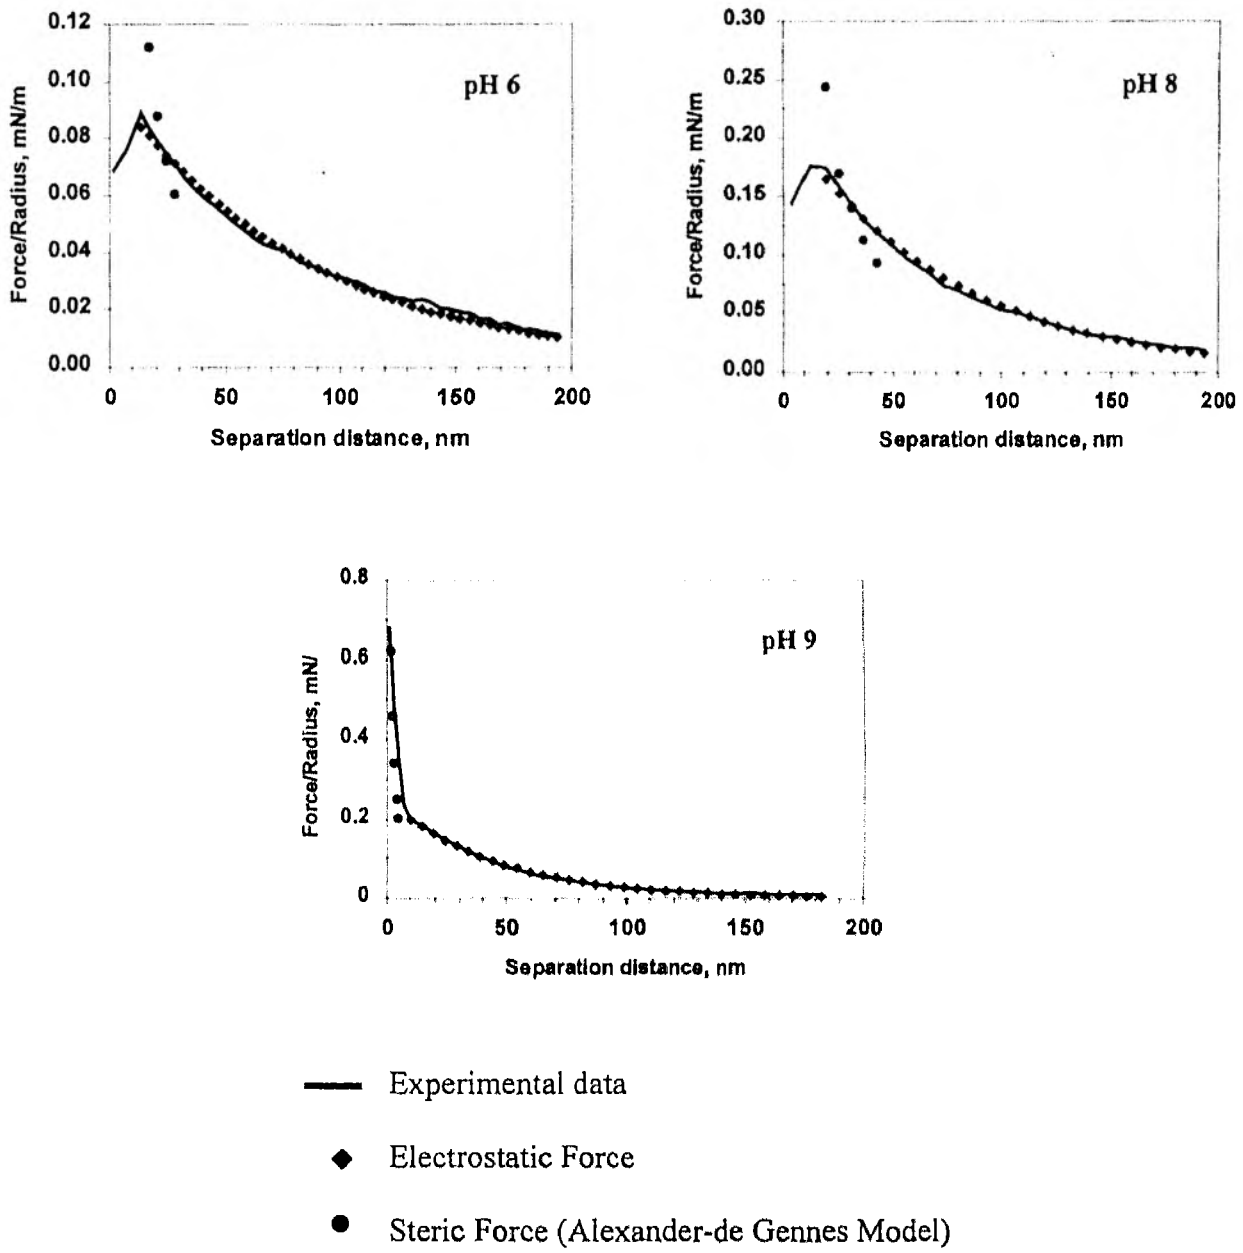 0.12
0.10
0.08
0.06
0.04
0.02
0.00
Force/Radius, mN/m
pH 6
0 50 100 150 200
Separation distance, nm
0.30
0.25
0.20
0.15
0.10
0.05
0.00
Force/Radius, mN/m
pH 8
0 50 100 150 200
Separation distance, nm
0.8
0.6
0.4
0.2
0
Force/Radius, mN/
pH 9
0 50 100 150 200
Separation distance, nm
Experimental data
Electrostatic Force
Steric Force (Alexander-de Gennes Model)